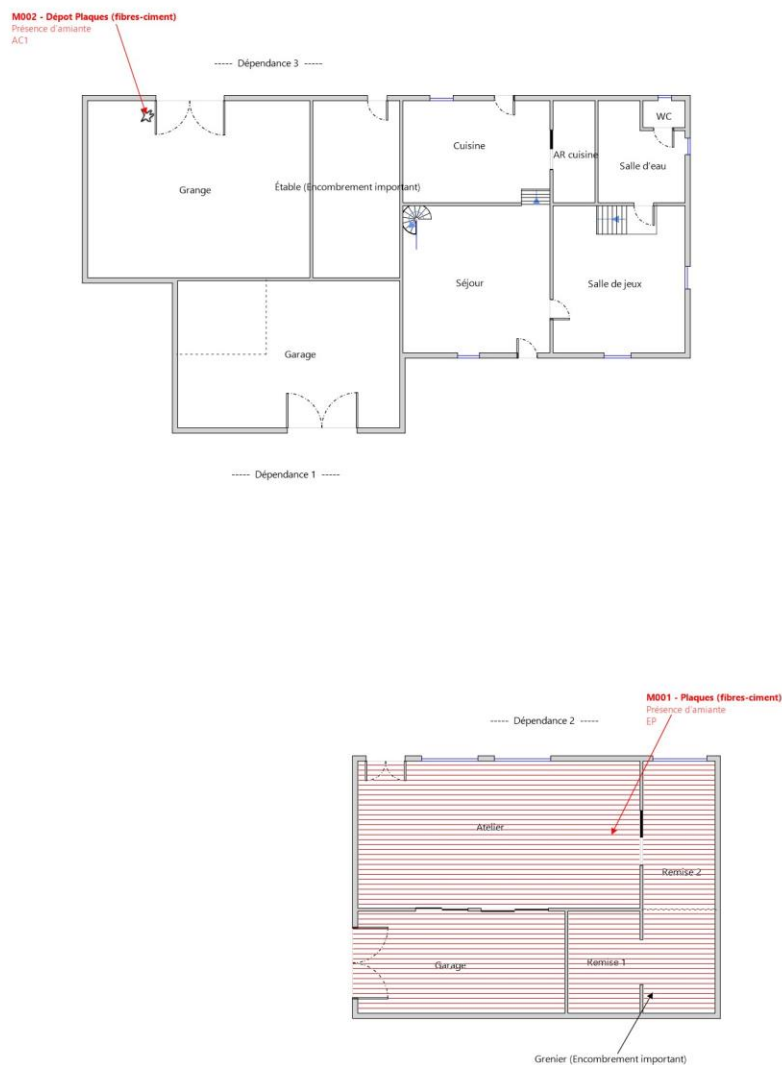 M002 - Dépot Plaques (fibres-ciment)
Présence d'amiante
AC1
----- Dépendance 3 -----
WC
Cuisine
AR cuisine
Salle d'eau
Grange
Étable (Encombrement important)
Séjour
Salle de jeux
Garage
----- Dépendance 1 -----
M001 - Plaques (fibres-ciment)
Présence d'amiante
EP
----- Dépendance 2 -----
Atelier
Remise 2
Garage
Remise 1
Grenier (Encombrement important)